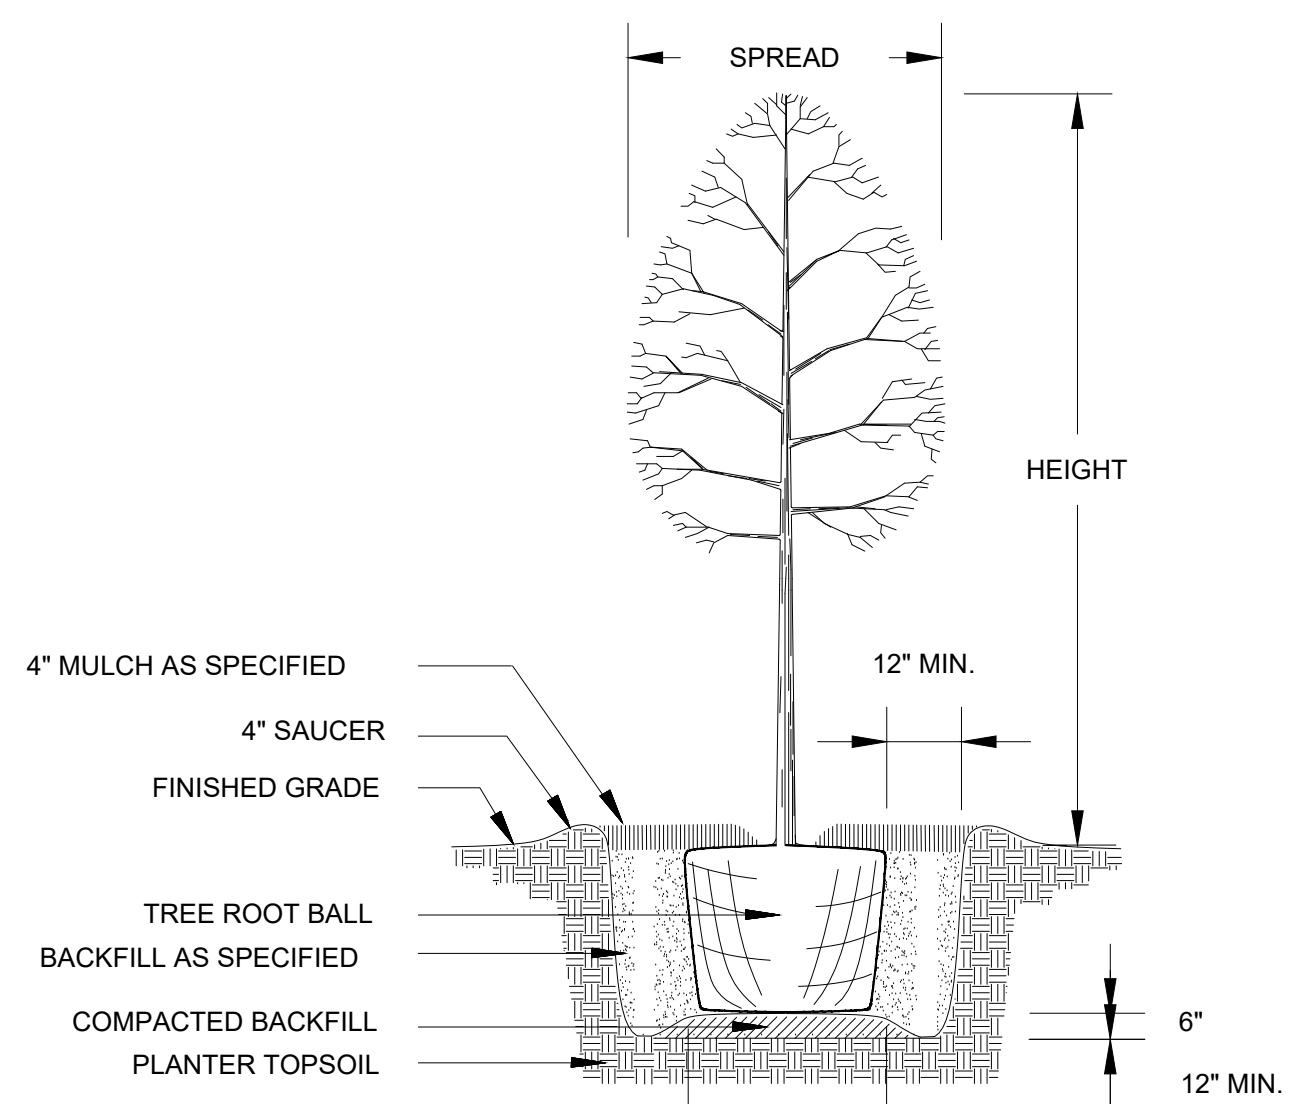 SPREAD
HEIGHT
4" MULCH AS SPECIFIED
12" MIN.
4" SAUCER
FINISHED GRADE
TREE ROOT BALL
BACKFILL AS SPECIFIED
COMPACTED BACKFILL
6"
PLANTER TOPSOIL
12" MIN.